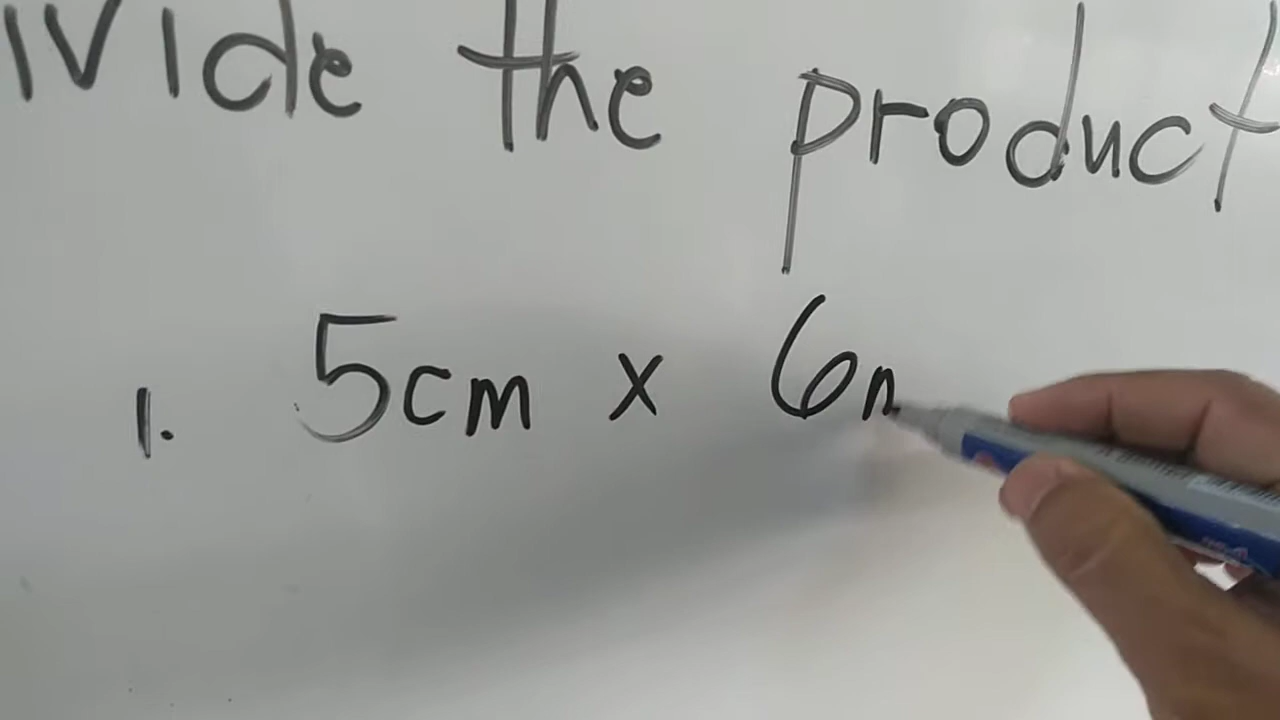 ivide the product
1. 5cm x 6n